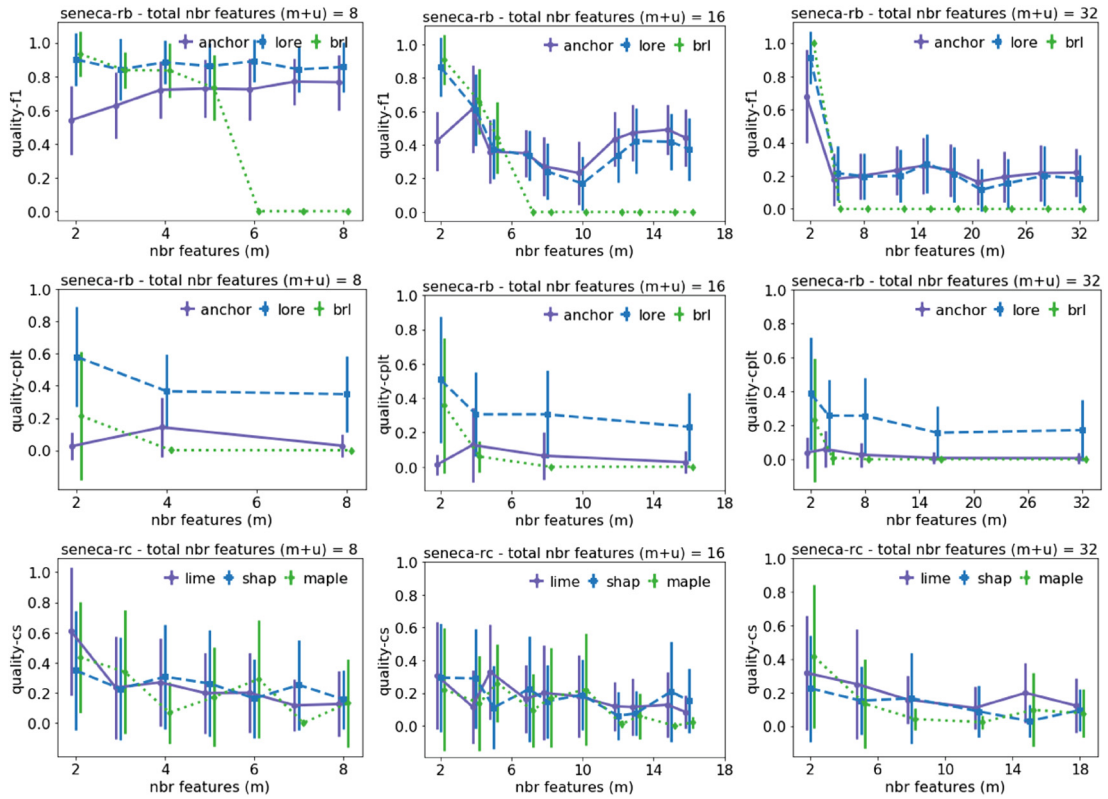 seneca-rb - total nbr features (m+u) = 8
anchor lore brl
quality-f1
1.0
0.8
0.6
0.4
0.2
0.0
2 4 6 8
nbr features (m)
seneca-rb - total nbr features (m+u) = 16
anchor lore brl
quality-f1
1.0
0.8
0.6
0.4
0.2
0.0
2 6 10 14 18
nbr features (m)
seneca-rb - total nbr features (m+u) = 32
anchor lore brl
quality-f1
1.0
0.8
0.6
0.4
0.2
0.0
2 8 14 20 26 32
nbr features (m)
seneca-rb - total nbr features (m+u) = 8
anchor lore brl
quality-cplt
1.0
0.8
0.6
0.4
0.2
0.0
2 4 6 8
nbr features (m)
seneca-rb - total nbr features (m+u) = 16
anchor lore brl
quality-cplt
1.0
0.8
0.6
0.4
0.2
0.0
2 6 10 14 18
nbr features (m)
seneca-rb - total nbr features (m+u) = 32
anchor lore brl
quality-cplt
1.0
0.8
0.6
0.4
0.2
0.0
2 8 14 20 26 32
nbr features (m)
seneca-rc - total nbr features (m+u) = 8
lime shap maple
quality-cs
1.0
0.8
0.6
0.4
0.2
0.0
2 4 6 8
nbr features (m)
seneca-rc - total nbr features (m+u) = 16
lime shap maple
quality-cs
1.0
0.8
0.6
0.4
0.2
0.0
2 6 10 14 18
nbr features (m)
seneca-rc - total nbr features (m+u) = 32
lime shap maple
quality-cs
1.0
0.8
0.6
0.4
0.2
0.0
2 6 10 14 18
nbr features (m)